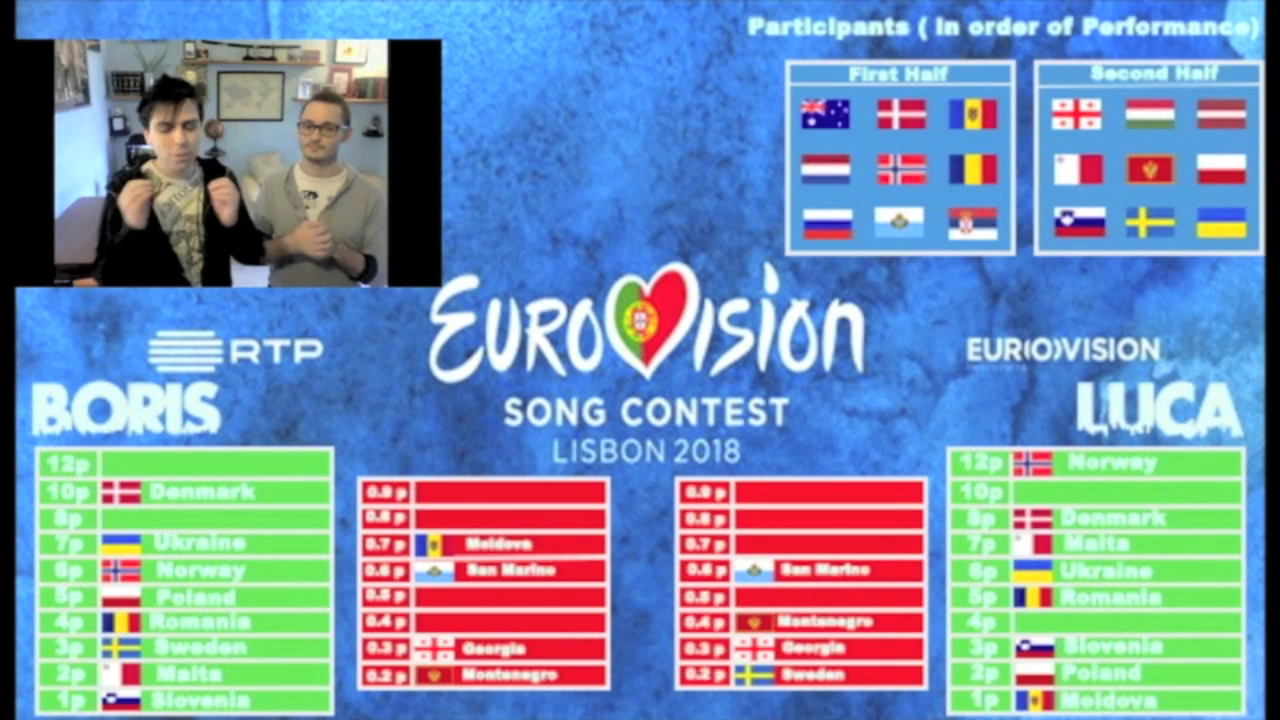 Participants ( In order of Performance)
First Half
Second Half
EUROVISION
SONG CONTEST
LISBON 2018
RTP
EUR(O)VISION
BORIS
LUCA
12p
10p Denmark
8p
7p Ukraine
6p Norway
5p Poland
4p Romania
3p Sweden
2p Malta
1p Slovenia
0.9 p
0.8 p
0.7 p Moldova
0.6 p San Marino
0.5 p
0.4 p
0.3 p Georgia
0.2 p Montenegro
0.9 p
0.8 p
0.7 p
0.6 p San Marino
0.5 p
0.4 p Montenegro
0.3 p Georgia
0.2 p Sweden
12p Norway
10p
8p Denmark
7p Malta
6p Ukraine
5p Romania
4p
3p Slovenia
2p Poland
1p Moldova